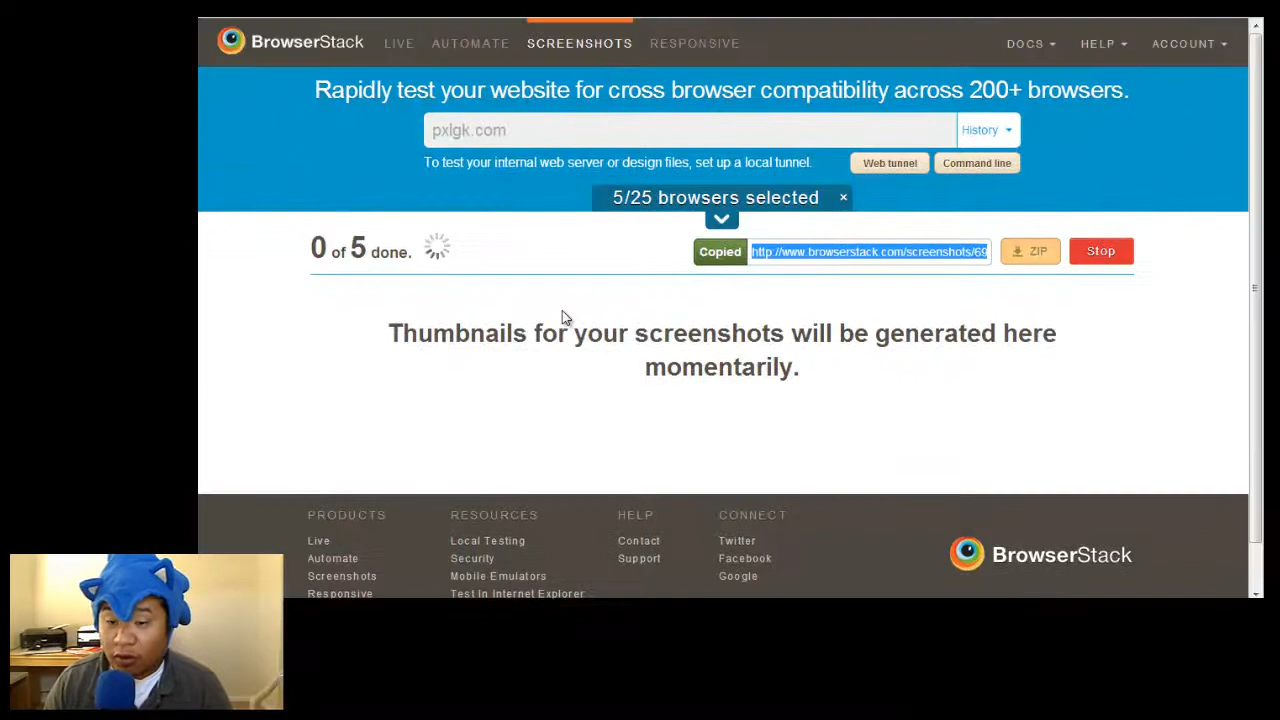 BrowserStack LIVE AUTOMATE SCREENSHOTS RESPONSIVE DOCS HELP ACCOUNT
Rapidly test your website for cross browser compatibility across 200+ browsers.
pxlgk.com History
To test your internal web server or design files, set up a local tunnel. Web tunnel Command line
5/25 browsers selected ×
0 of 5 done. Copied http://www.browserstack.com/screenshots/69 ZIP Stop
Thumbnails for your screenshots will be generated here
momentarily.
PRODUCTS RESOURCES HELP CONNECT
Live Local Testing Contact Twitter
Automate Security Support Facebook
Screenshots Mobile Emulators Google
Responsive Test In Internet Explorer
BrowserStack